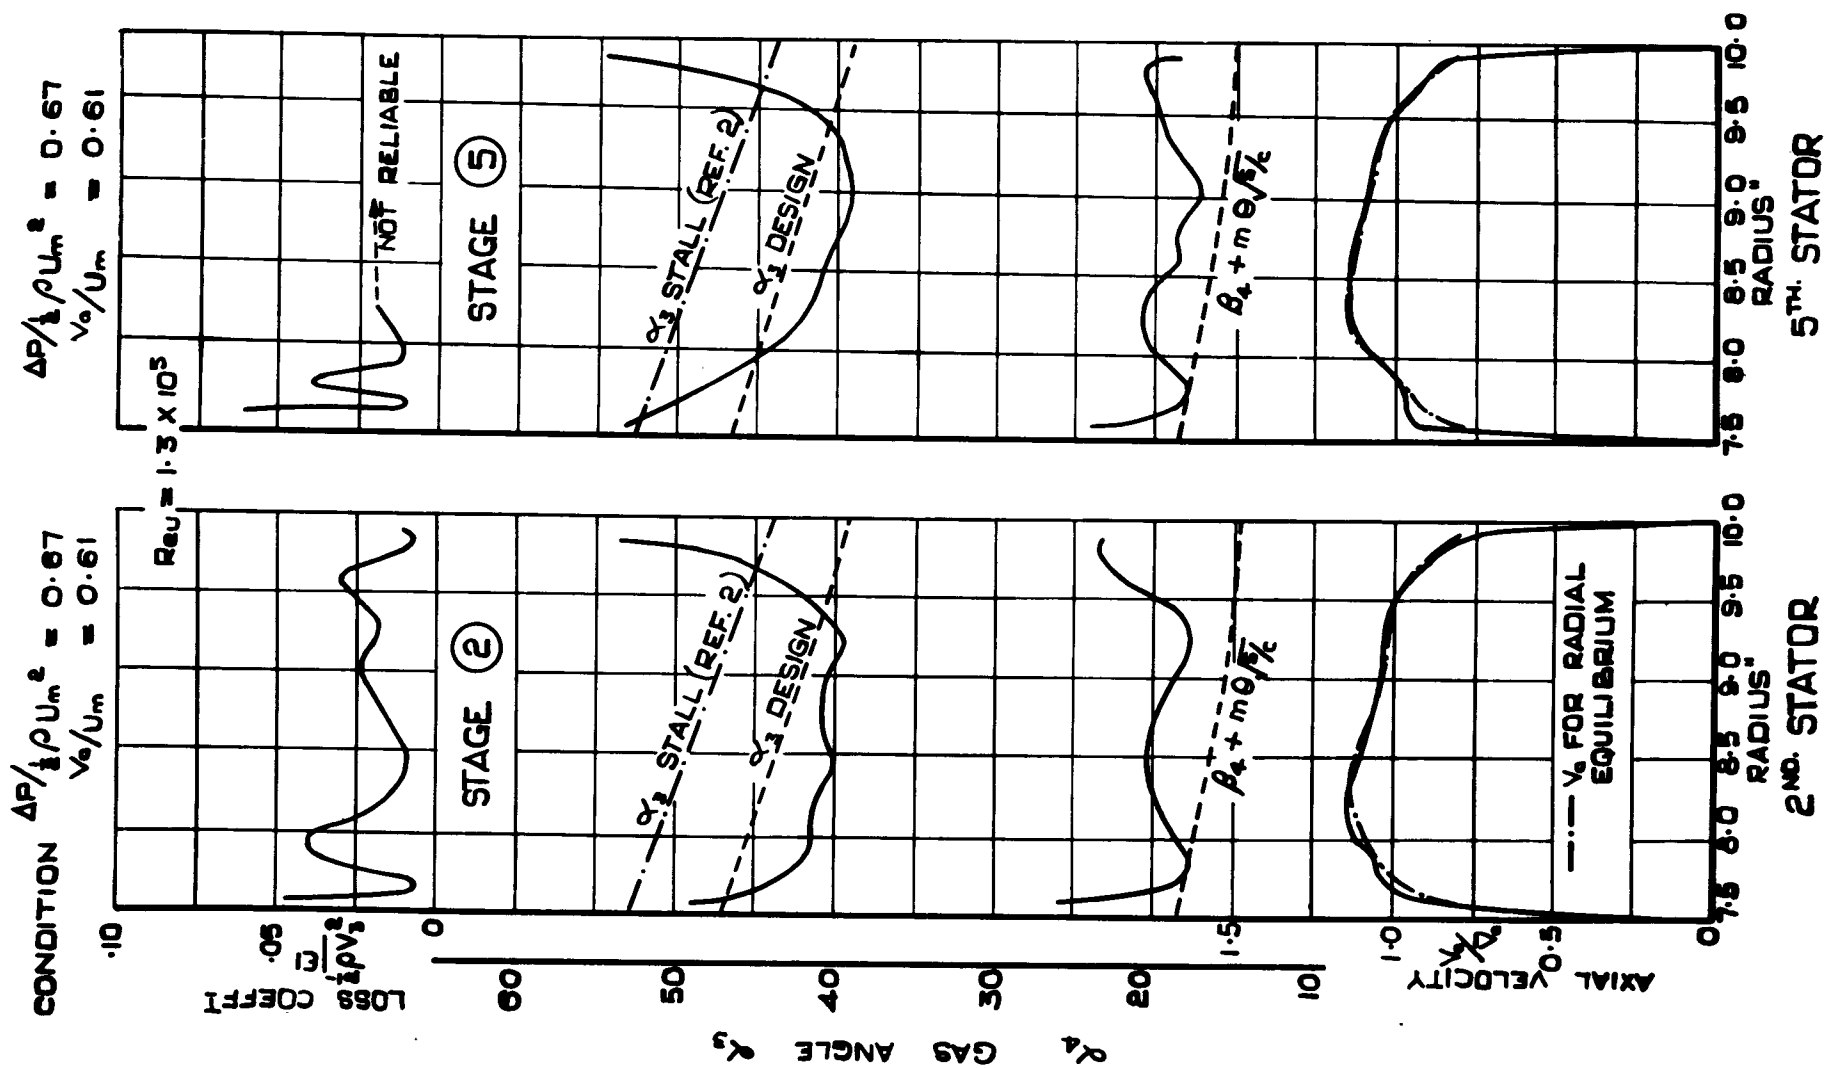 CONDITION ΔP/½ρUm² = 0.67
Va/Um = 0.61
ΔP/½ρUm² = 0.67
Va/Um = 0.61
Reu = 1.3 X 10⁵
LOSS COEFFT
ω̄/½ρV₃²
.10
.05
0
NOT RELIABLE
STAGE ②
STAGE ⑤
α₄ GAS ANGLE α₃
60
50
40
30
20
10
α₃ STALL (REF. 2)
α₃ DESIGN
β₄ + mθ√s/c
α₃ STALL (REF. 2)
α₃ DESIGN
β₄ + mθ√s/c
AXIAL VELOCITY
1.5
1.0
0.5
0
Va FOR RADIAL
EQUILIBRIUM
7.5 8.0 8.5 9.0 9.5 10.0
RADIUS"
2ND. STATOR
7.5 8.0 8.5 9.0 9.5 10.0
RADIUS"
5TH. STATOR